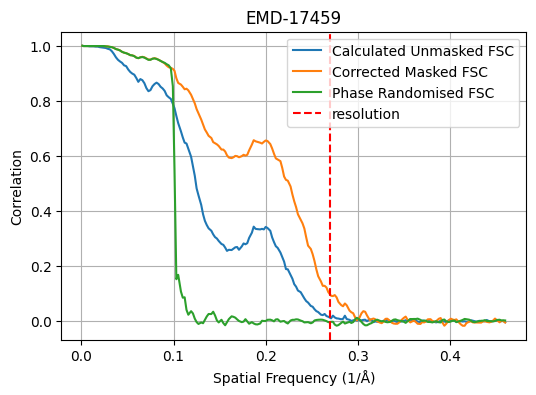 EMD-17459
Calculated Unmasked FSC
Corrected Masked FSC
Phase Randomised FSC
resolution
Correlation
1.0
0.8
0.6
0.4
0.2
0.0
0.0 0.1 0.2 0.3 0.4
Spatial Frequency (1/Å)